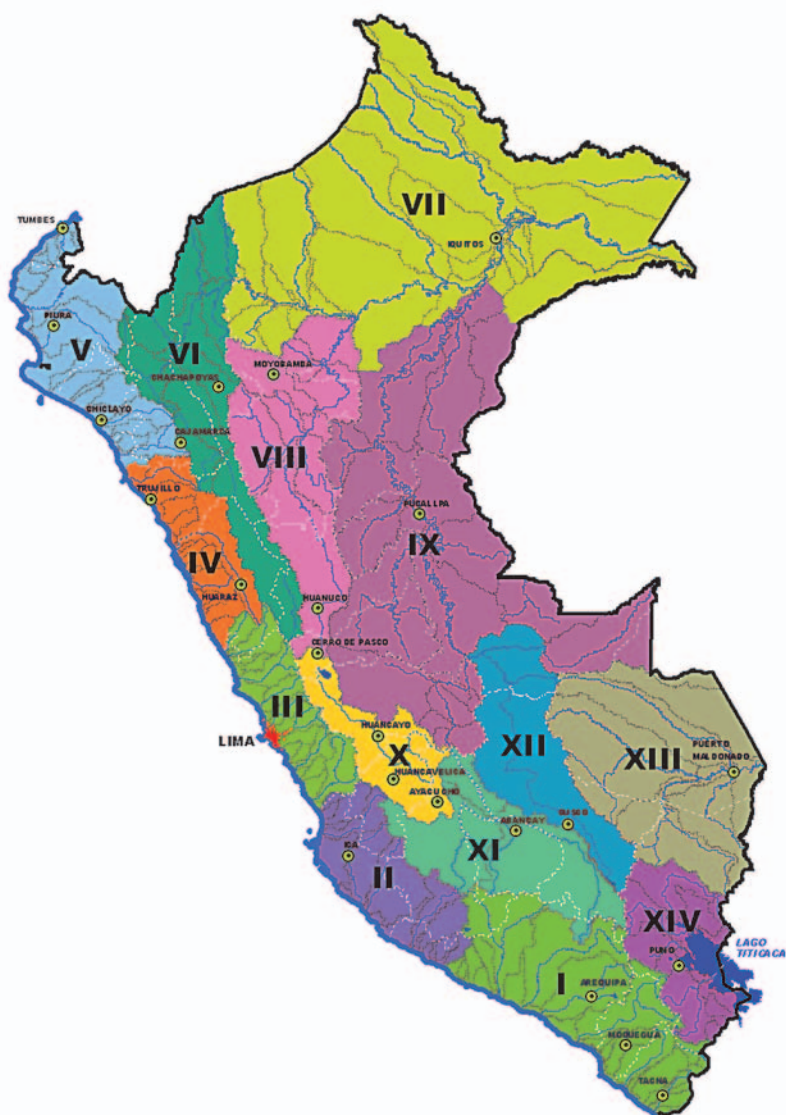 VII
TUMBES
IQUITOS
PIURA
V
VI
MOYOBAMBA
CHACHAPOYAS
CHICLAYO
CAJAMARCA
VIII
TRUJILLO
PUCALLPA
IX
IV
HUARAZ
HUANUCO
CERRO DE PASCO
III
HUANCAYO
LIMA
XII
XIII
PUERTO
MALDONADO
X
HUANCAVELICA
AYACUCHO
ABANCAY
CUSCO
XI
ICA
II
XIV
LAGO
TITICACA
PUNO
I
AREQUIPA
MOQUEGUA
TACNA